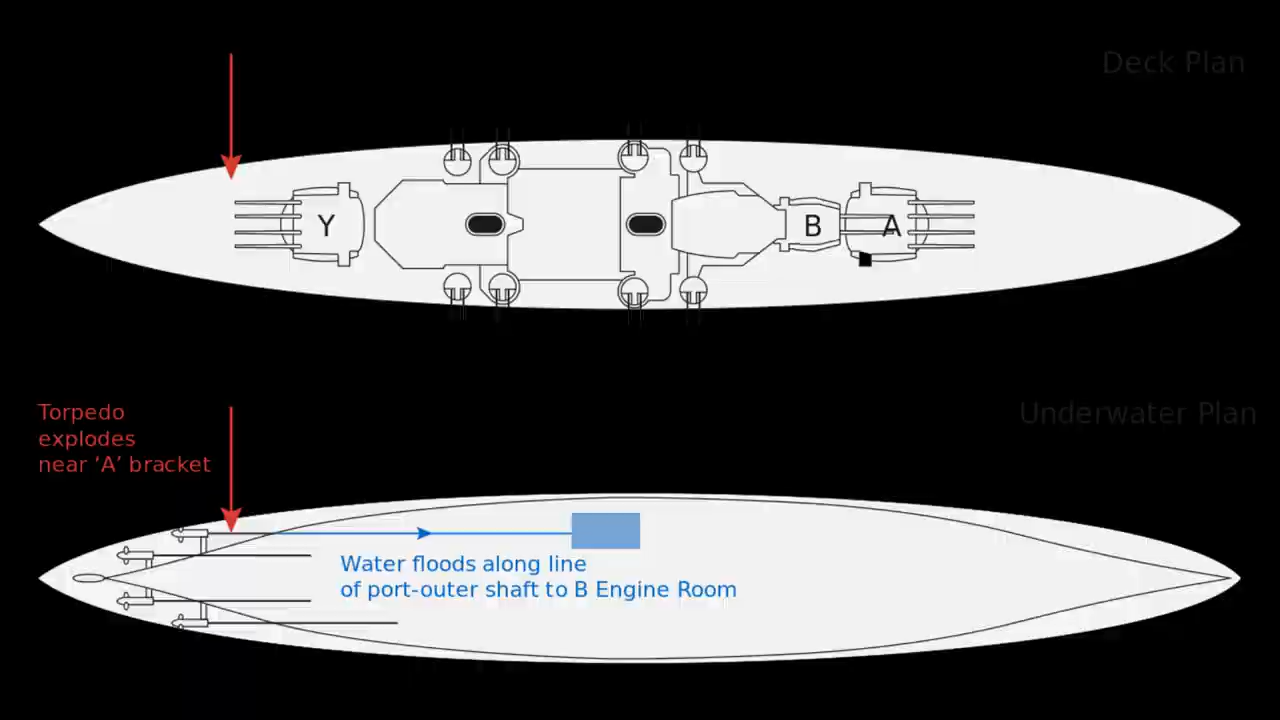 Deck Plan
Y
B
A
Torpedo
explodes
near ‘A’ bracket
Underwater Plan
Water floods along line
of port-outer shaft to B Engine Room